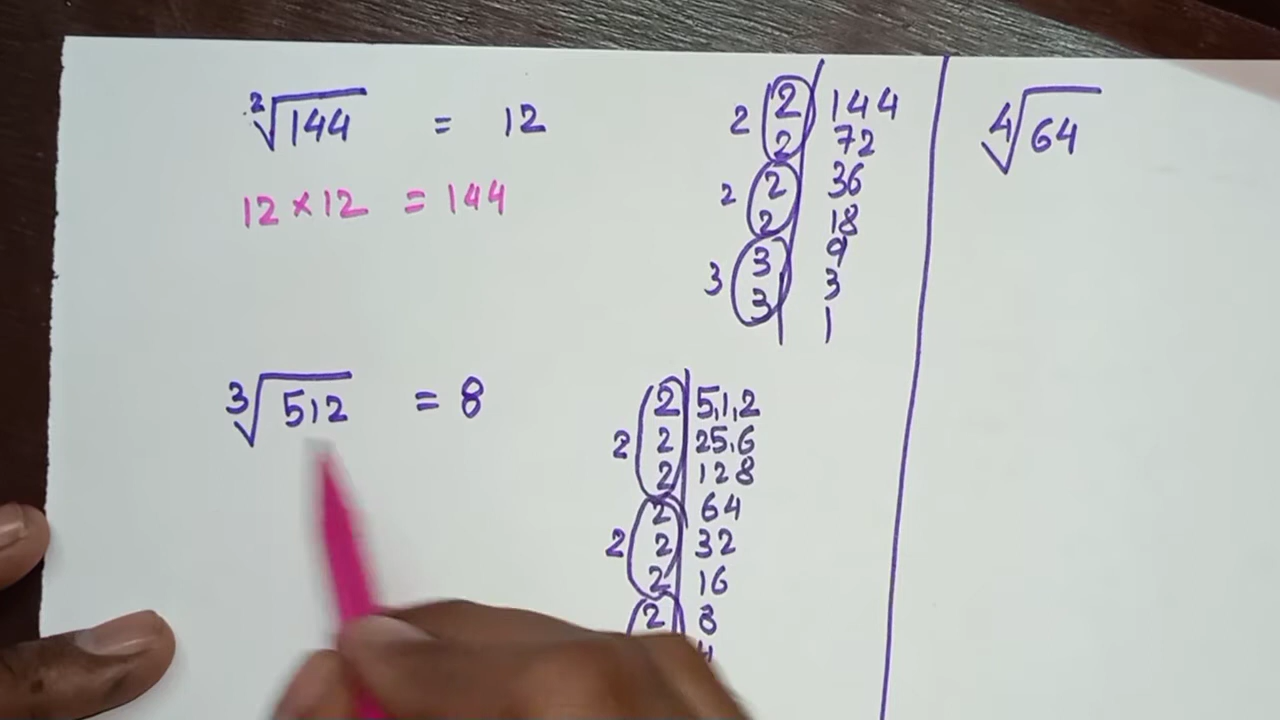 ²√144 = 12
12 × 12 = 144
2 2 144
2 72
2 2 36
2 18
3 3 9
3 3
1
³√512 = 8
2 2 5,1,2
2 25,6
2 128
2 64
2 2 32
2 16
2 8
⁴√64